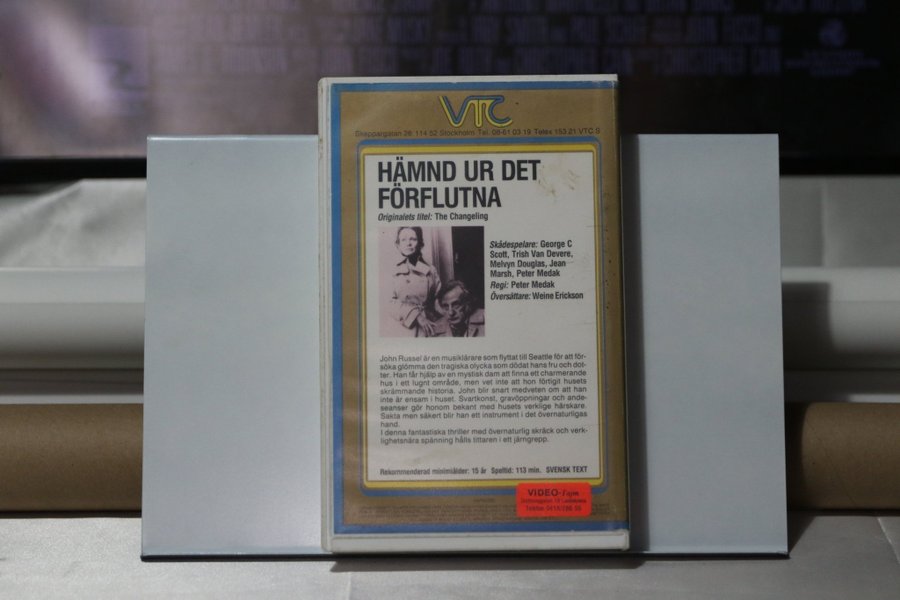 VTC
Skeppargatan 28 114 52 Stockholm Tel. 08-61 03 19 Telex 153 21 VTC S
HÄMND UR DET
FÖRFLUTNA
Originalets titel: The Changeling
Skådespelare: George C
Scott, Trish Van Devere,
Melvyn Douglas, Jean
Marsh, Peter Medak
Regi: Peter Medak
Översättare: Weine Erickson
John Russel är en musiklärare som flyttat till Seattle för att för-
söka glömma den tragiska olycka som dödat hans fru och dot-
ter. Han får hjälp av en mystisk dam att finna ett charmerande
hus i ett lugnt område, men vet inte att hon förtigit husets
skrämmande historia. John blir snart medveten om att han
inte är ensam i huset. Svartkonst, gravöppningar och ande-
seanser gör honom bekant med husets verklige härskare.
Sakta men säkert blir han ett instrument i det övernaturligas
hand.
I denna fantastiska thriller med övernaturlig skräck och verk-
lighetsnära spänning hålls tittaren i ett järngrepp.
Rekommenderad minimiålder: 15 år Speltid: 113 min. SVENSK TEXT
VIDEO-